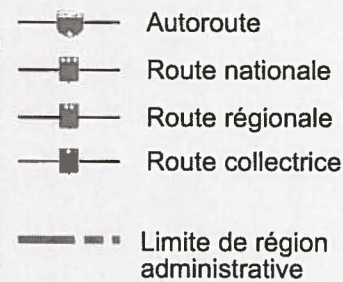 Autoroute
Route nationale
Route régionale
Route collectrice
Limite de région
administrative